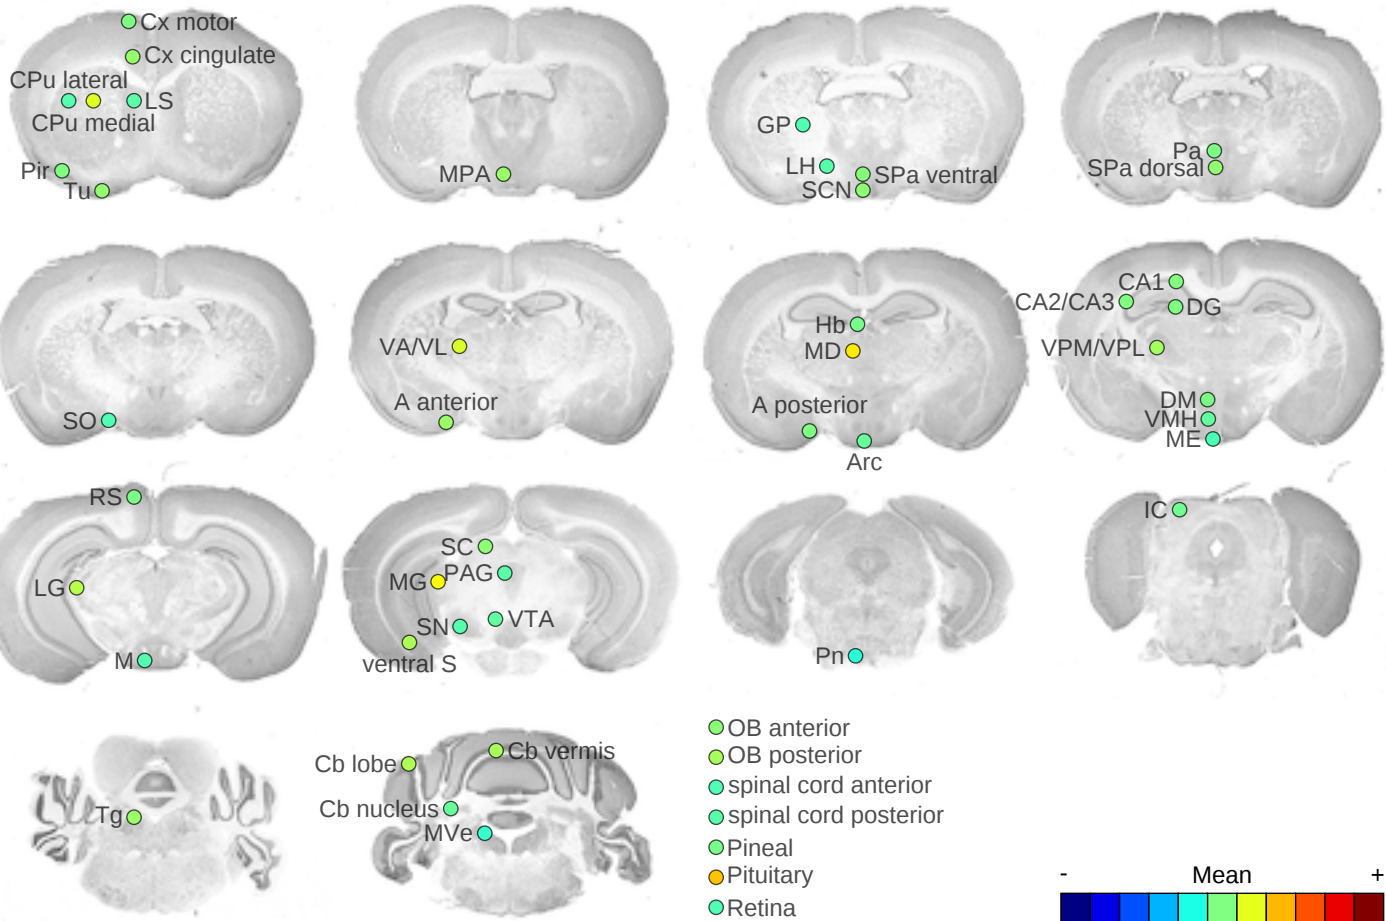 Cx motor
Cx cingulate
CPu lateral
LS
CPu medial
Pir
Tu
MPA
GP
LH
SPa ventral
SCN
Pa
SPa dorsal
SO
VA/VL
A anterior
Hb
MD
A posterior
Arc
CA1
CA2/CA3
DG
VPM/VPL
DM
VMH
ME
RS
LG
M
SC
MG
PAG
SN
VTA
ventral S
Pn
IC
Tg
Cb lobe
Cb vermis
Cb nucleus
MVe
OB anterior
OB posterior
spinal cord anterior
spinal cord posterior
Pineal
Pituitary
Retina
- Mean +